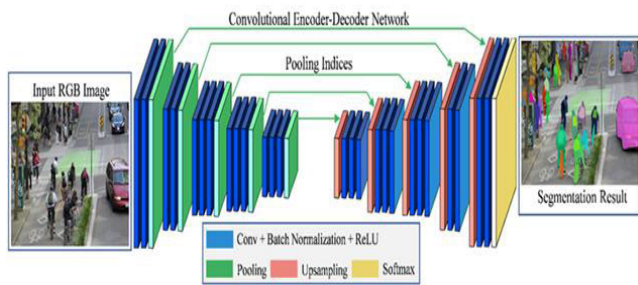 Convolutional Encoder-Decoder Network
Input RGB Image
Pooling Indices
Segmentation Result
Conv + Batch Normalization + ReLU
Pooling
Upsampling
Softmax